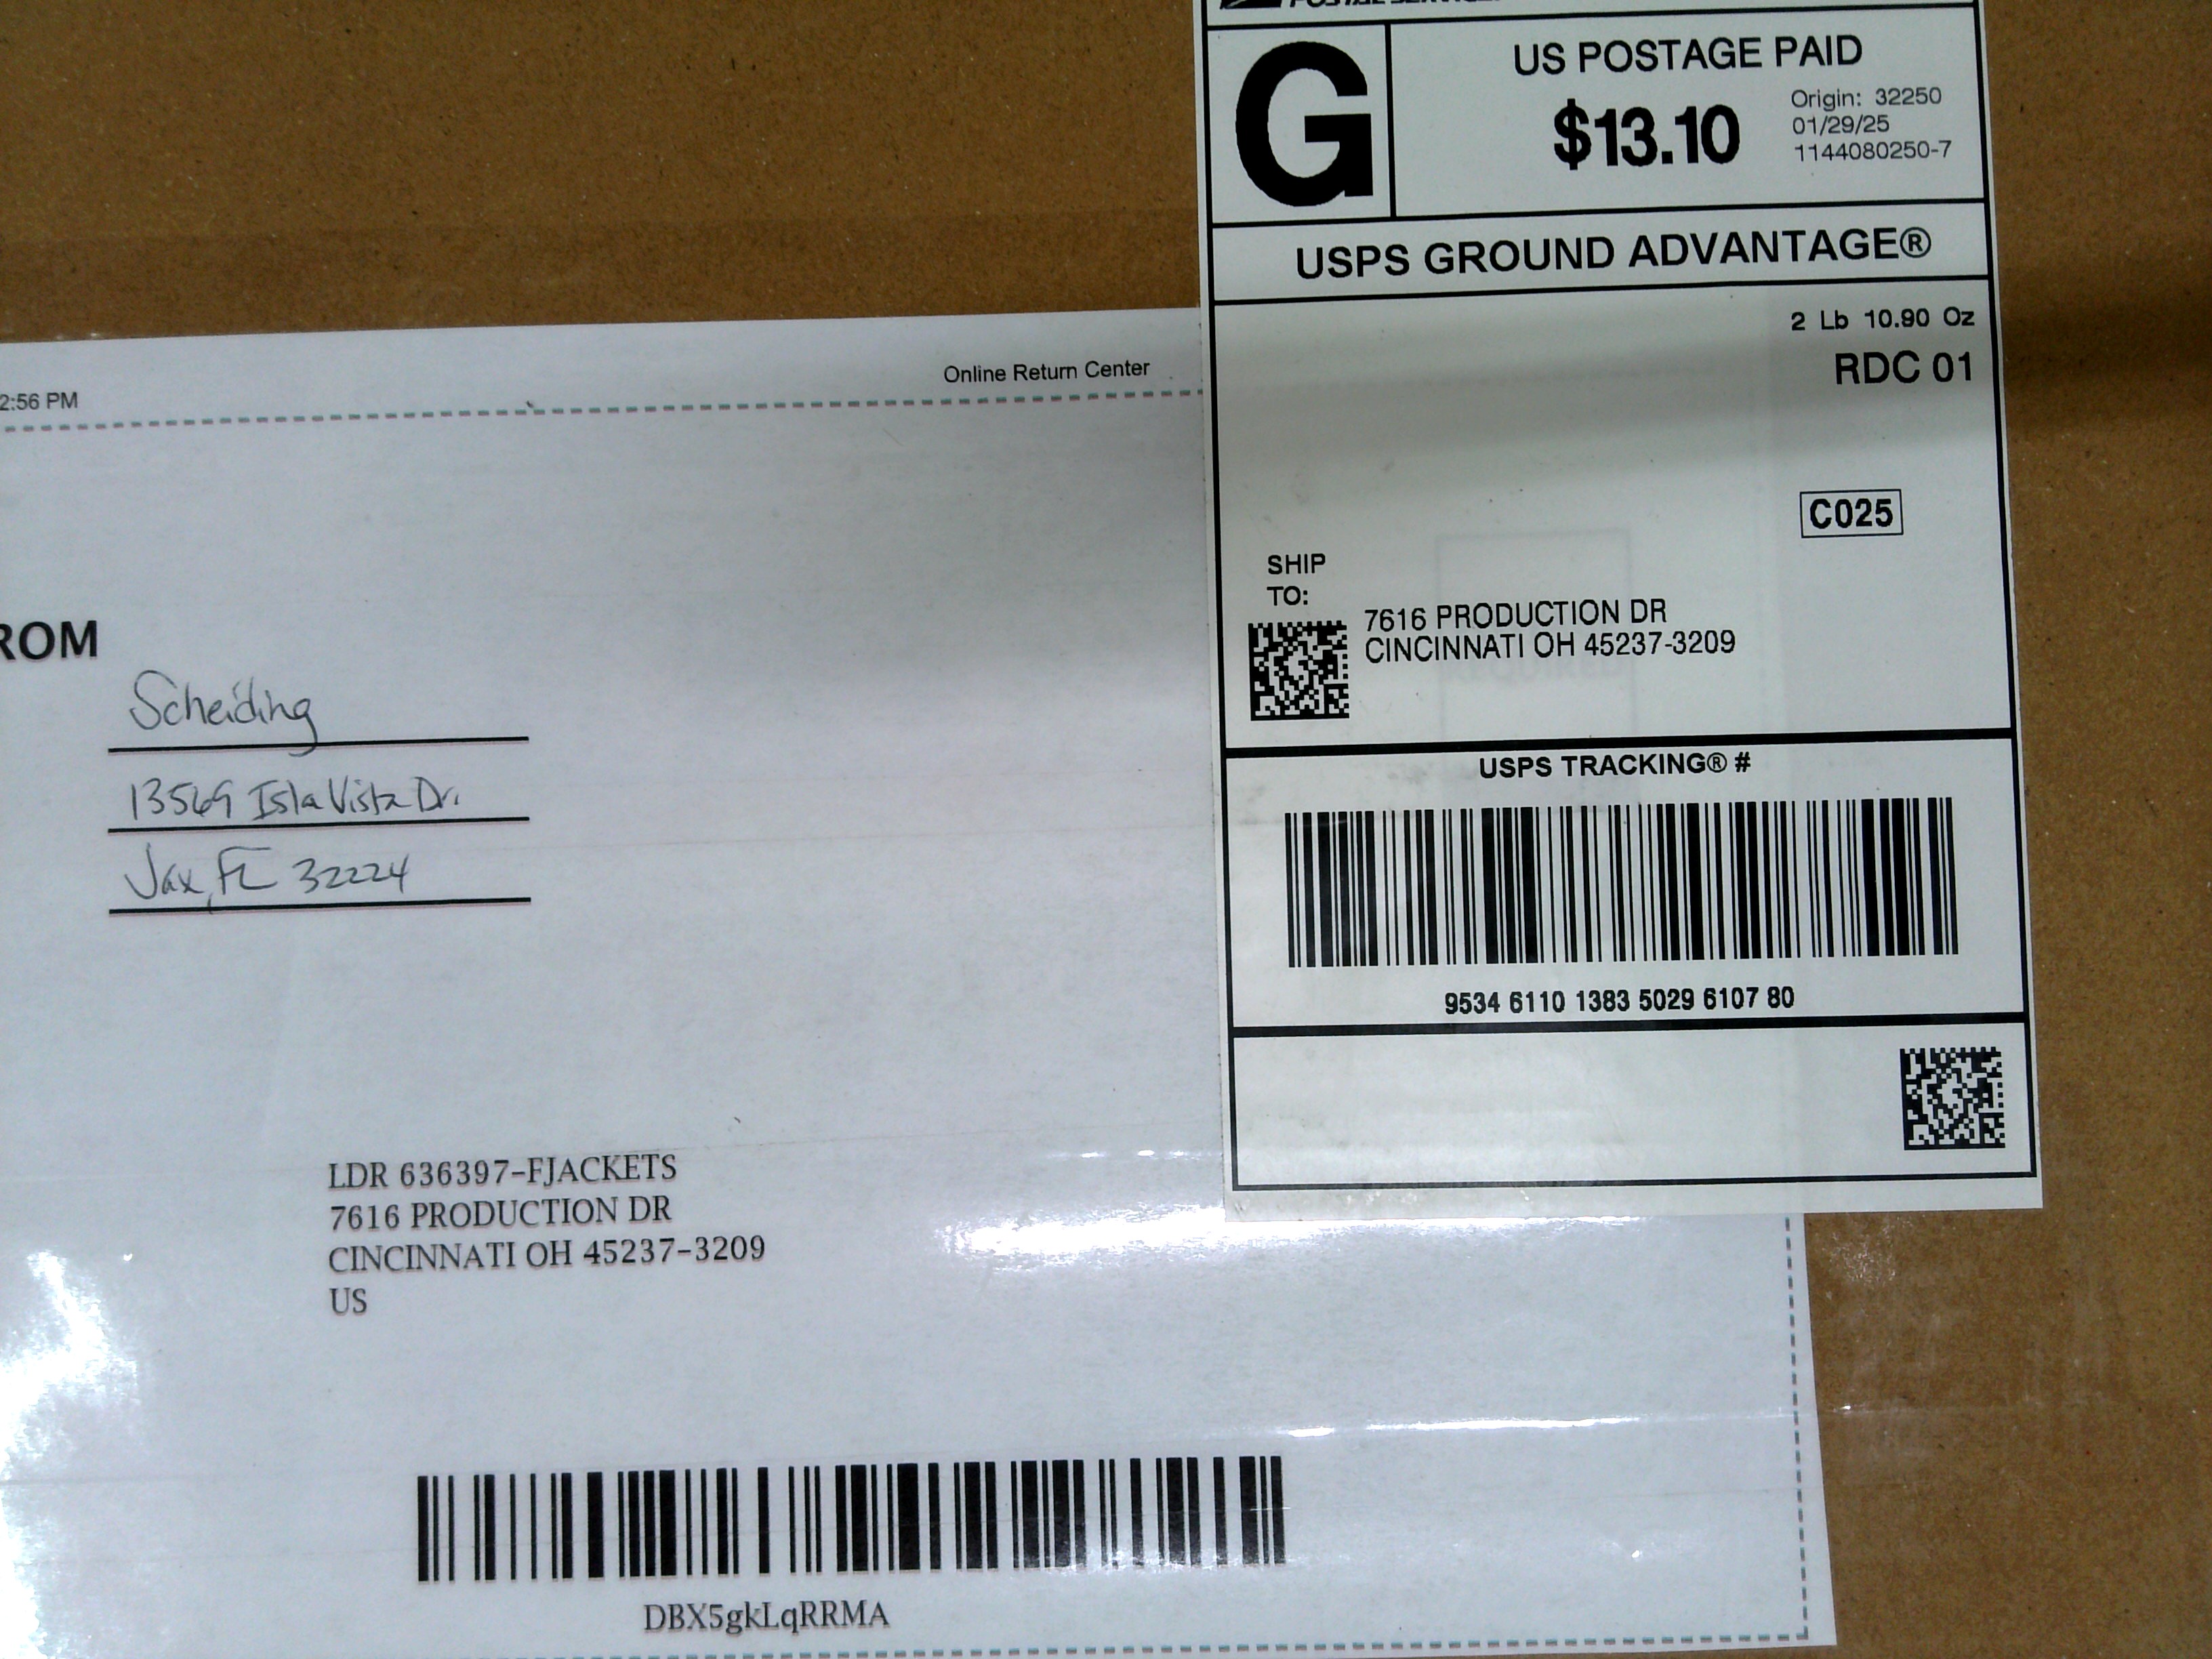 POSTAL SERVICE
G
US POSTAGE PAID
$13.10
Origin: 32250
01/29/25
1144080250-7
USPS GROUND ADVANTAGE®
2 Lb 10.90 Oz
RDC 01
C025
SHIP
TO:
7616 PRODUCTION DR
CINCINNATI OH 45237-3209
USPS TRACKING® #
9534 6110 1383 5029 6107 80
2:56 PM
Online Return Center
ROM
Scheiding
13569 Isla Vista Dr.
Jax, FL 32224
LDR 636397-FJACKETS
7616 PRODUCTION DR
CINCINNATI OH 45237-3209
US
DBX5gkLqRRMA